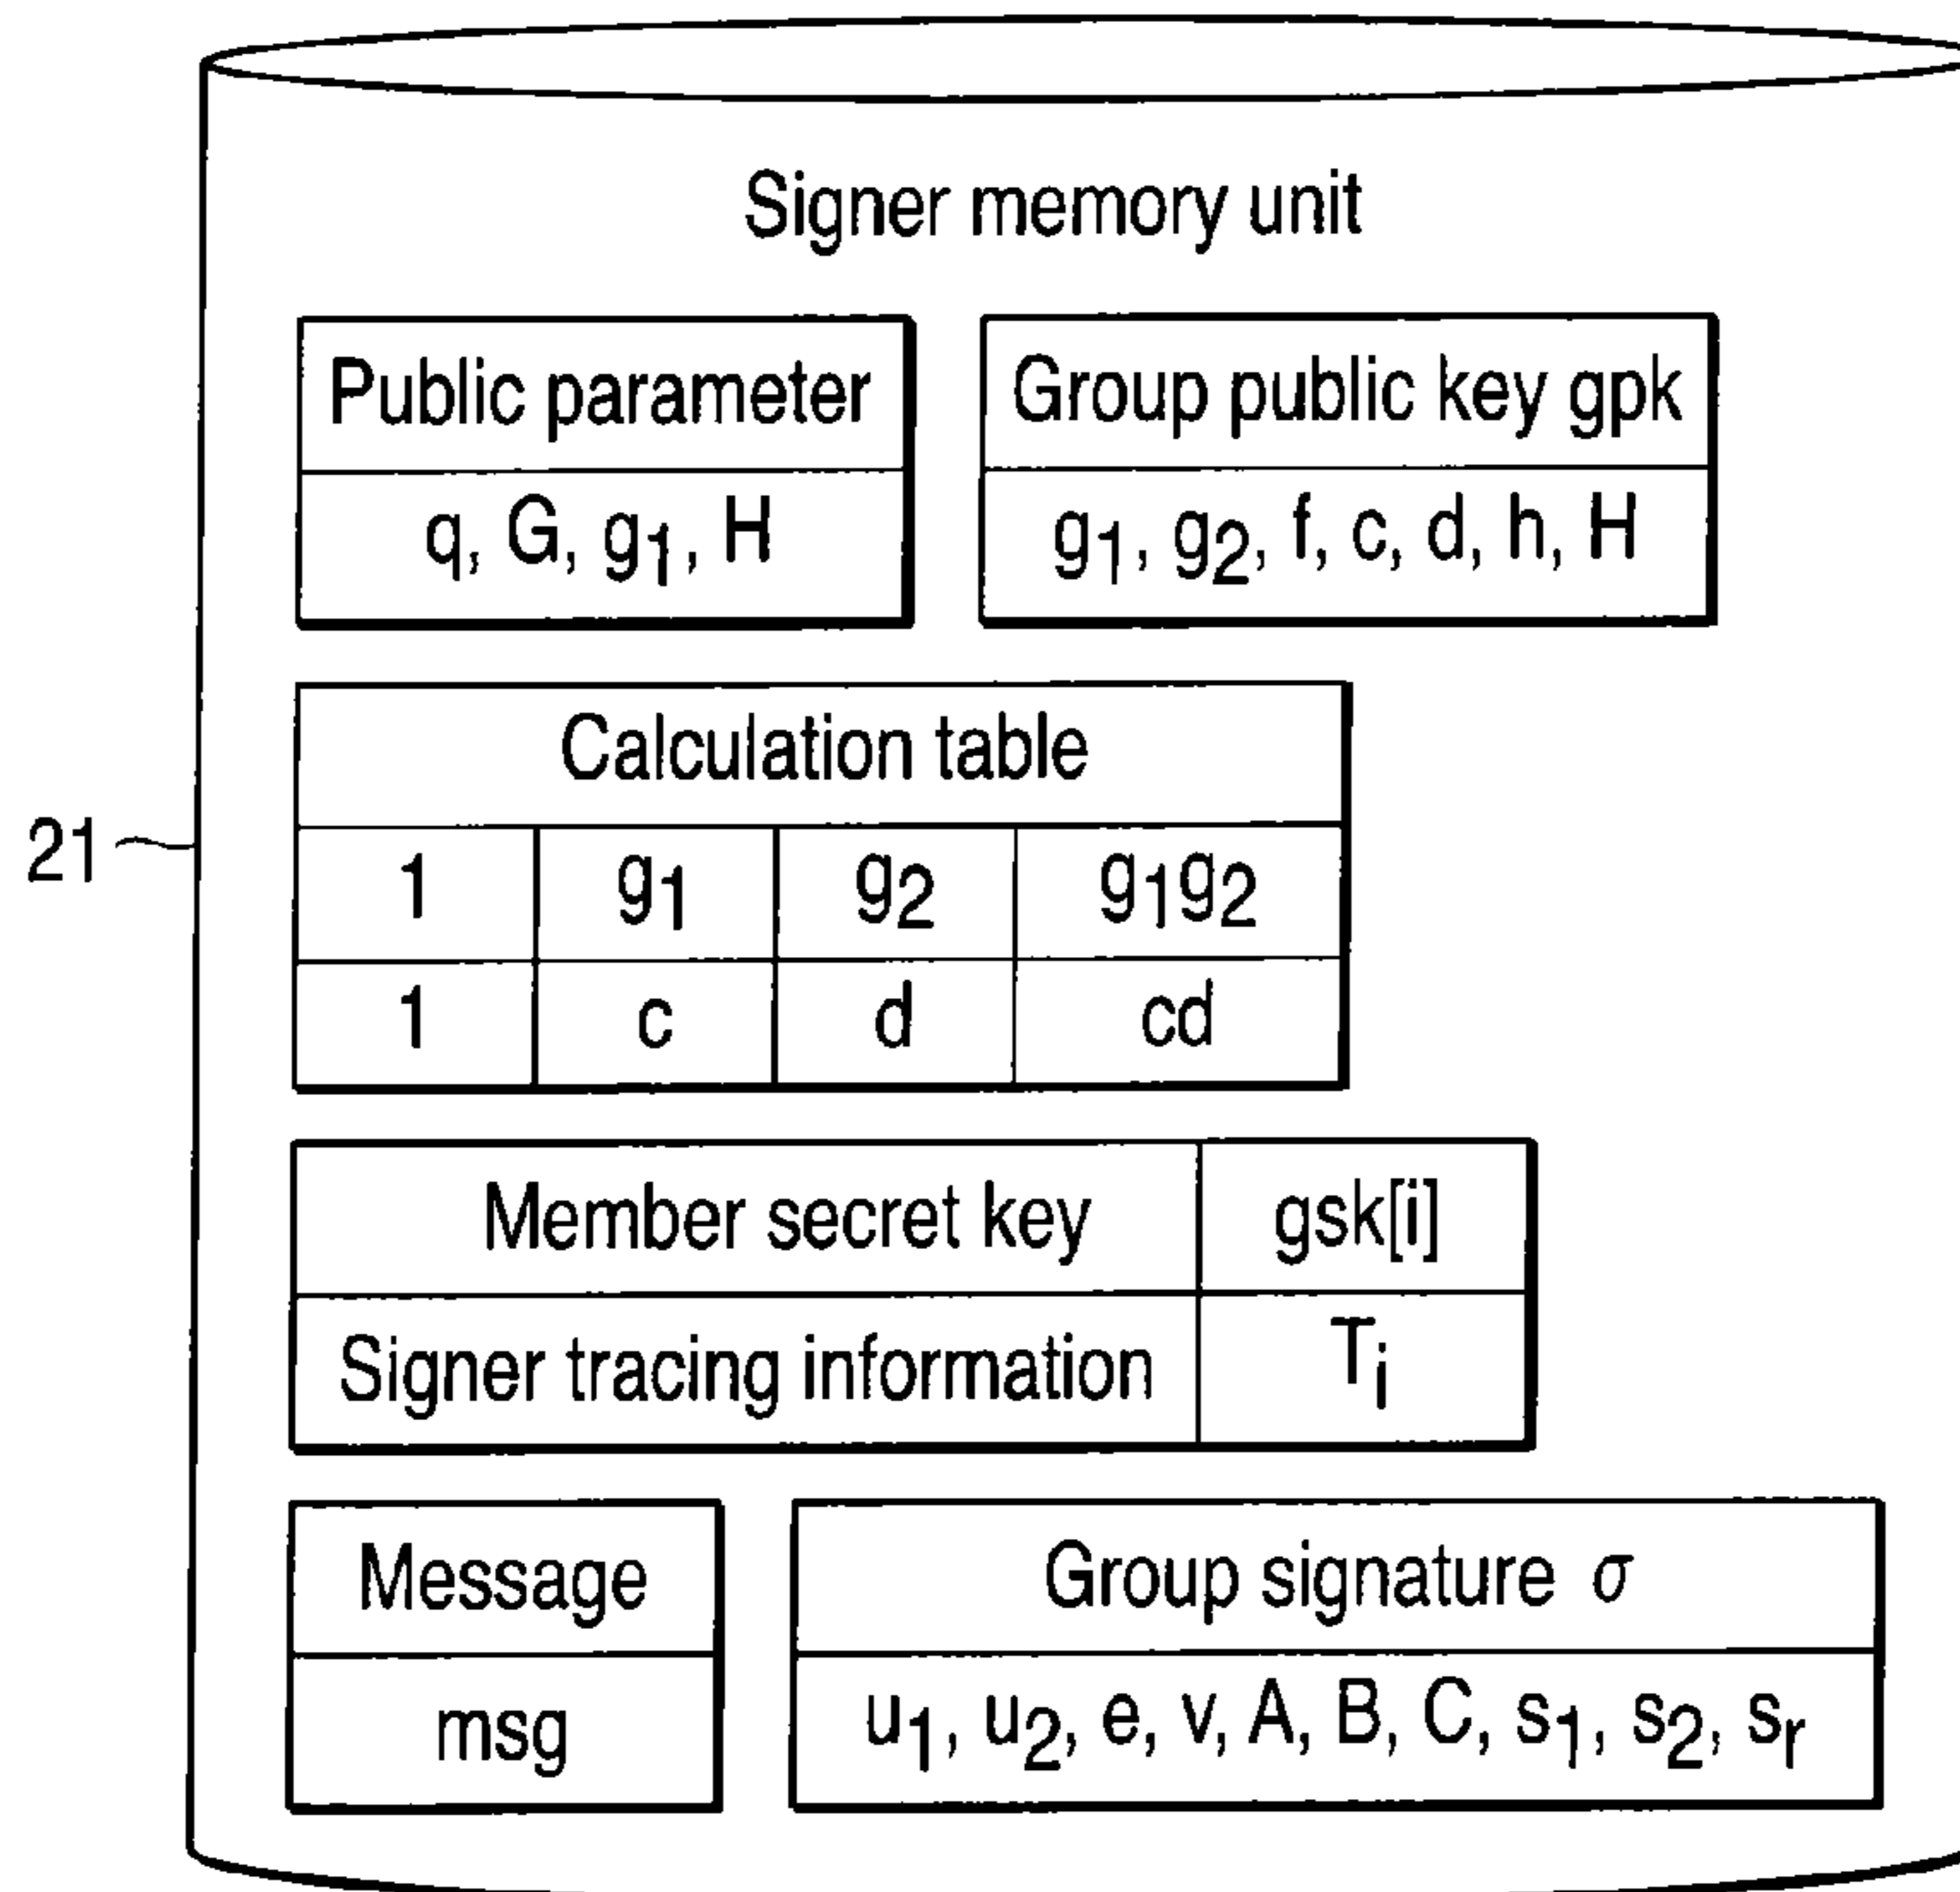 Signer memory unit
Public parameter
q, G, g1, H
Group public key gpk
g1, g2, f, c, d, h, H
Calculation table
1 g1 g2 g1g2
1 c d cd
21
Member secret key gsk[i]
Signer tracing information Ti
Message
msg
Group signature σ
u1, u2, e, v, A, B, C, s1, s2, sr